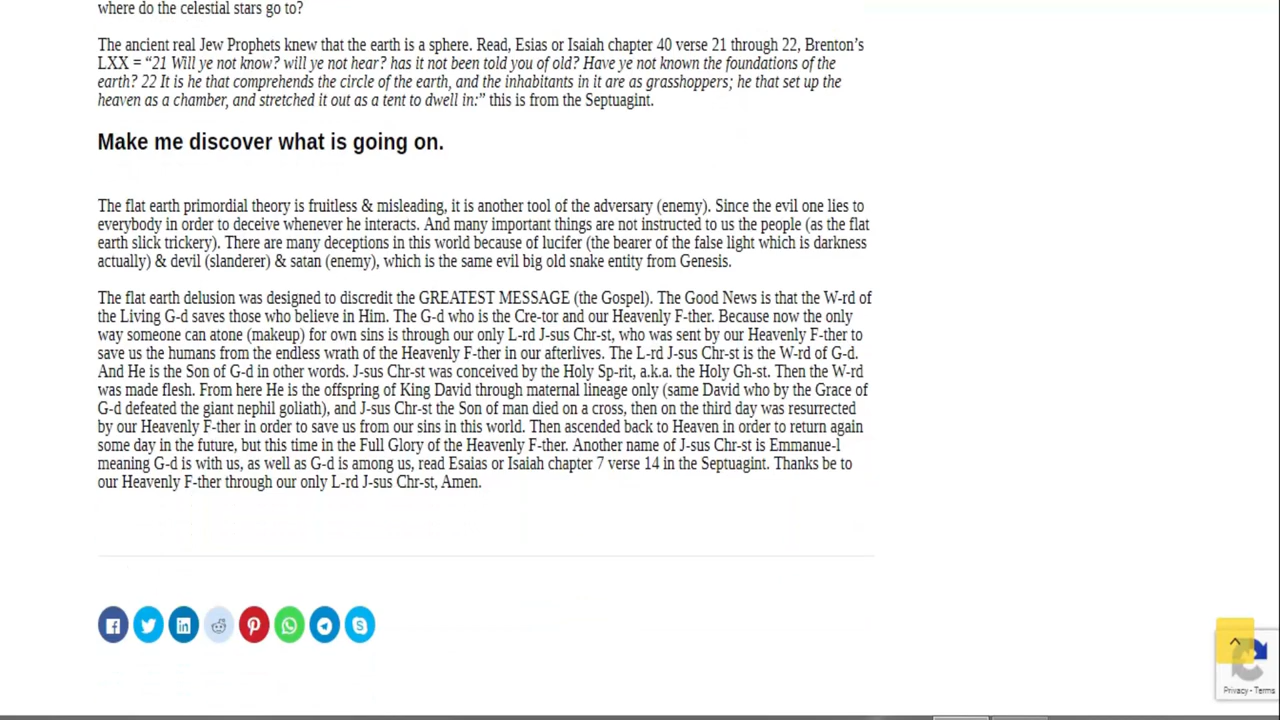 where do the celestial stars go to?
The ancient real Jew Prophets knew that the earth is a sphere. Read, Esias or Isaiah chapter 40 verse 21 through 22, Brenton’s
LXX = “21 Will ye not know? will ye not hear? has it not been told you of old? Have ye not known the foundations of the
earth? 22 It is he that comprehends the circle of the earth, and the inhabitants in it are as grasshoppers; he that set up the
heaven as a chamber, and stretched it out as a tent to dwell in:” this is from the Septuagint.
Make me discover what is going on.
The flat earth primordial theory is fruitless & misleading, it is another tool of the adversary (enemy). Since the evil one lies to
everybody in order to deceive whenever he interacts. And many important things are not instructed to us the people (as the flat
earth slick trickery). There are many deceptions in this world because of lucifer (the bearer of the false light which is darkness
actually) & devil (slanderer) & satan (enemy), which is the same evil big old snake entity from Genesis.
The flat earth delusion was designed to discredit the GREATEST MESSAGE (the Gospel). The Good News is that the W-rd of
the Living G-d saves those who believe in Him. The G-d who is the Cre-tor and our Heavenly F-ther. Because now the only
way someone can atone (makeup) for own sins is through our only L-rd J-sus Chr-st, who was sent by our Heavenly F-ther to
save us the humans from the endless wrath of the Heavenly F-ther in our afterlives. The L-rd J-sus Chr-st is the W-rd of G-d.
And He is the Son of G-d in other words. J-sus Chr-st was conceived by the Holy Sp-rit, a.k.a. the Holy Gh-st. Then the W-rd
was made flesh. From here He is the offspring of King David through maternal lineage only (same David who by the Grace of
G-d defeated the giant nephil goliath), and J-sus Chr-st the Son of man died on a cross, then on the third day was resurrected
by our Heavenly F-ther in order to save us from our sins in this world. Then ascended back to Heaven in order to return again
some day in the future, but this time in the Full Glory of the Heavenly F-ther. Another name of J-sus Chr-st is Emmanue-l
meaning G-d is with us, as well as G-d is among us, read Esaias or Isaiah chapter 7 verse 14 in the Septuagint. Thanks be to
our Heavenly F-ther through our only L-rd J-sus Chr-st, Amen.
Privacy - Terms